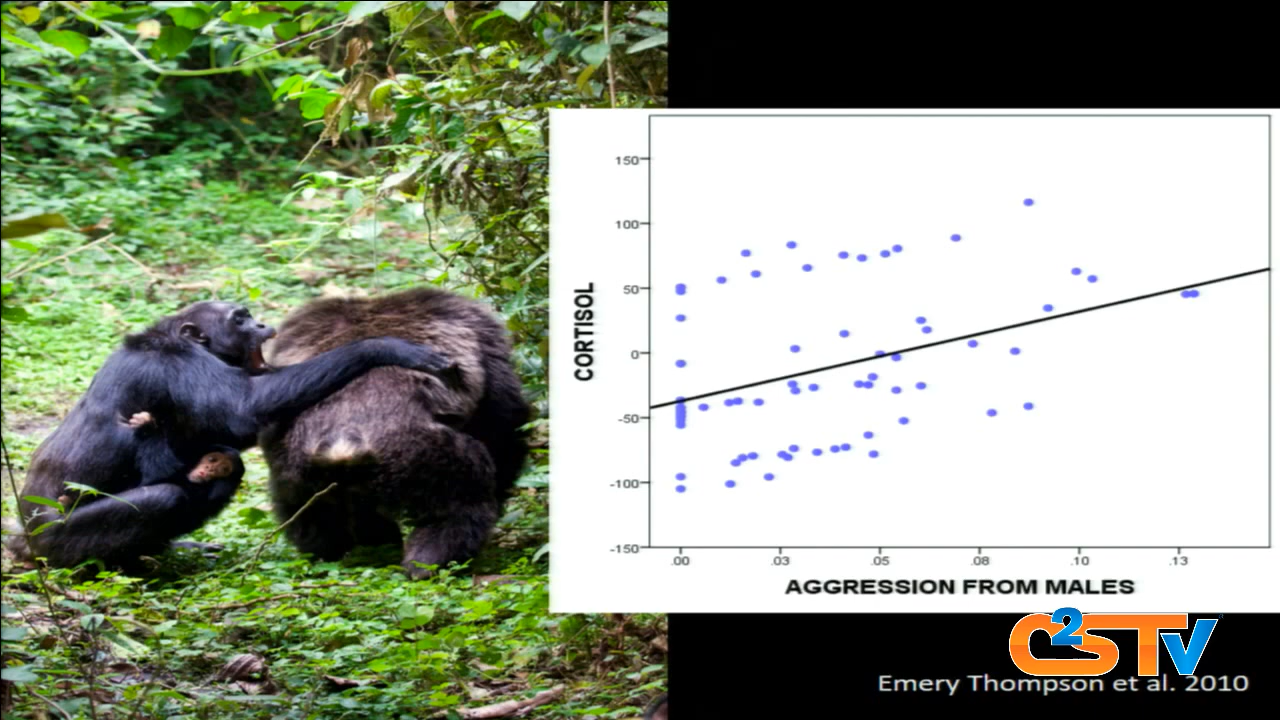 150
100
50
0
-50
-100
-150
CORTISOL
.00 .03 .05 .08 .10 .13
AGGRESSION FROM MALES
C2STV
Emery Thompson et al. 2010